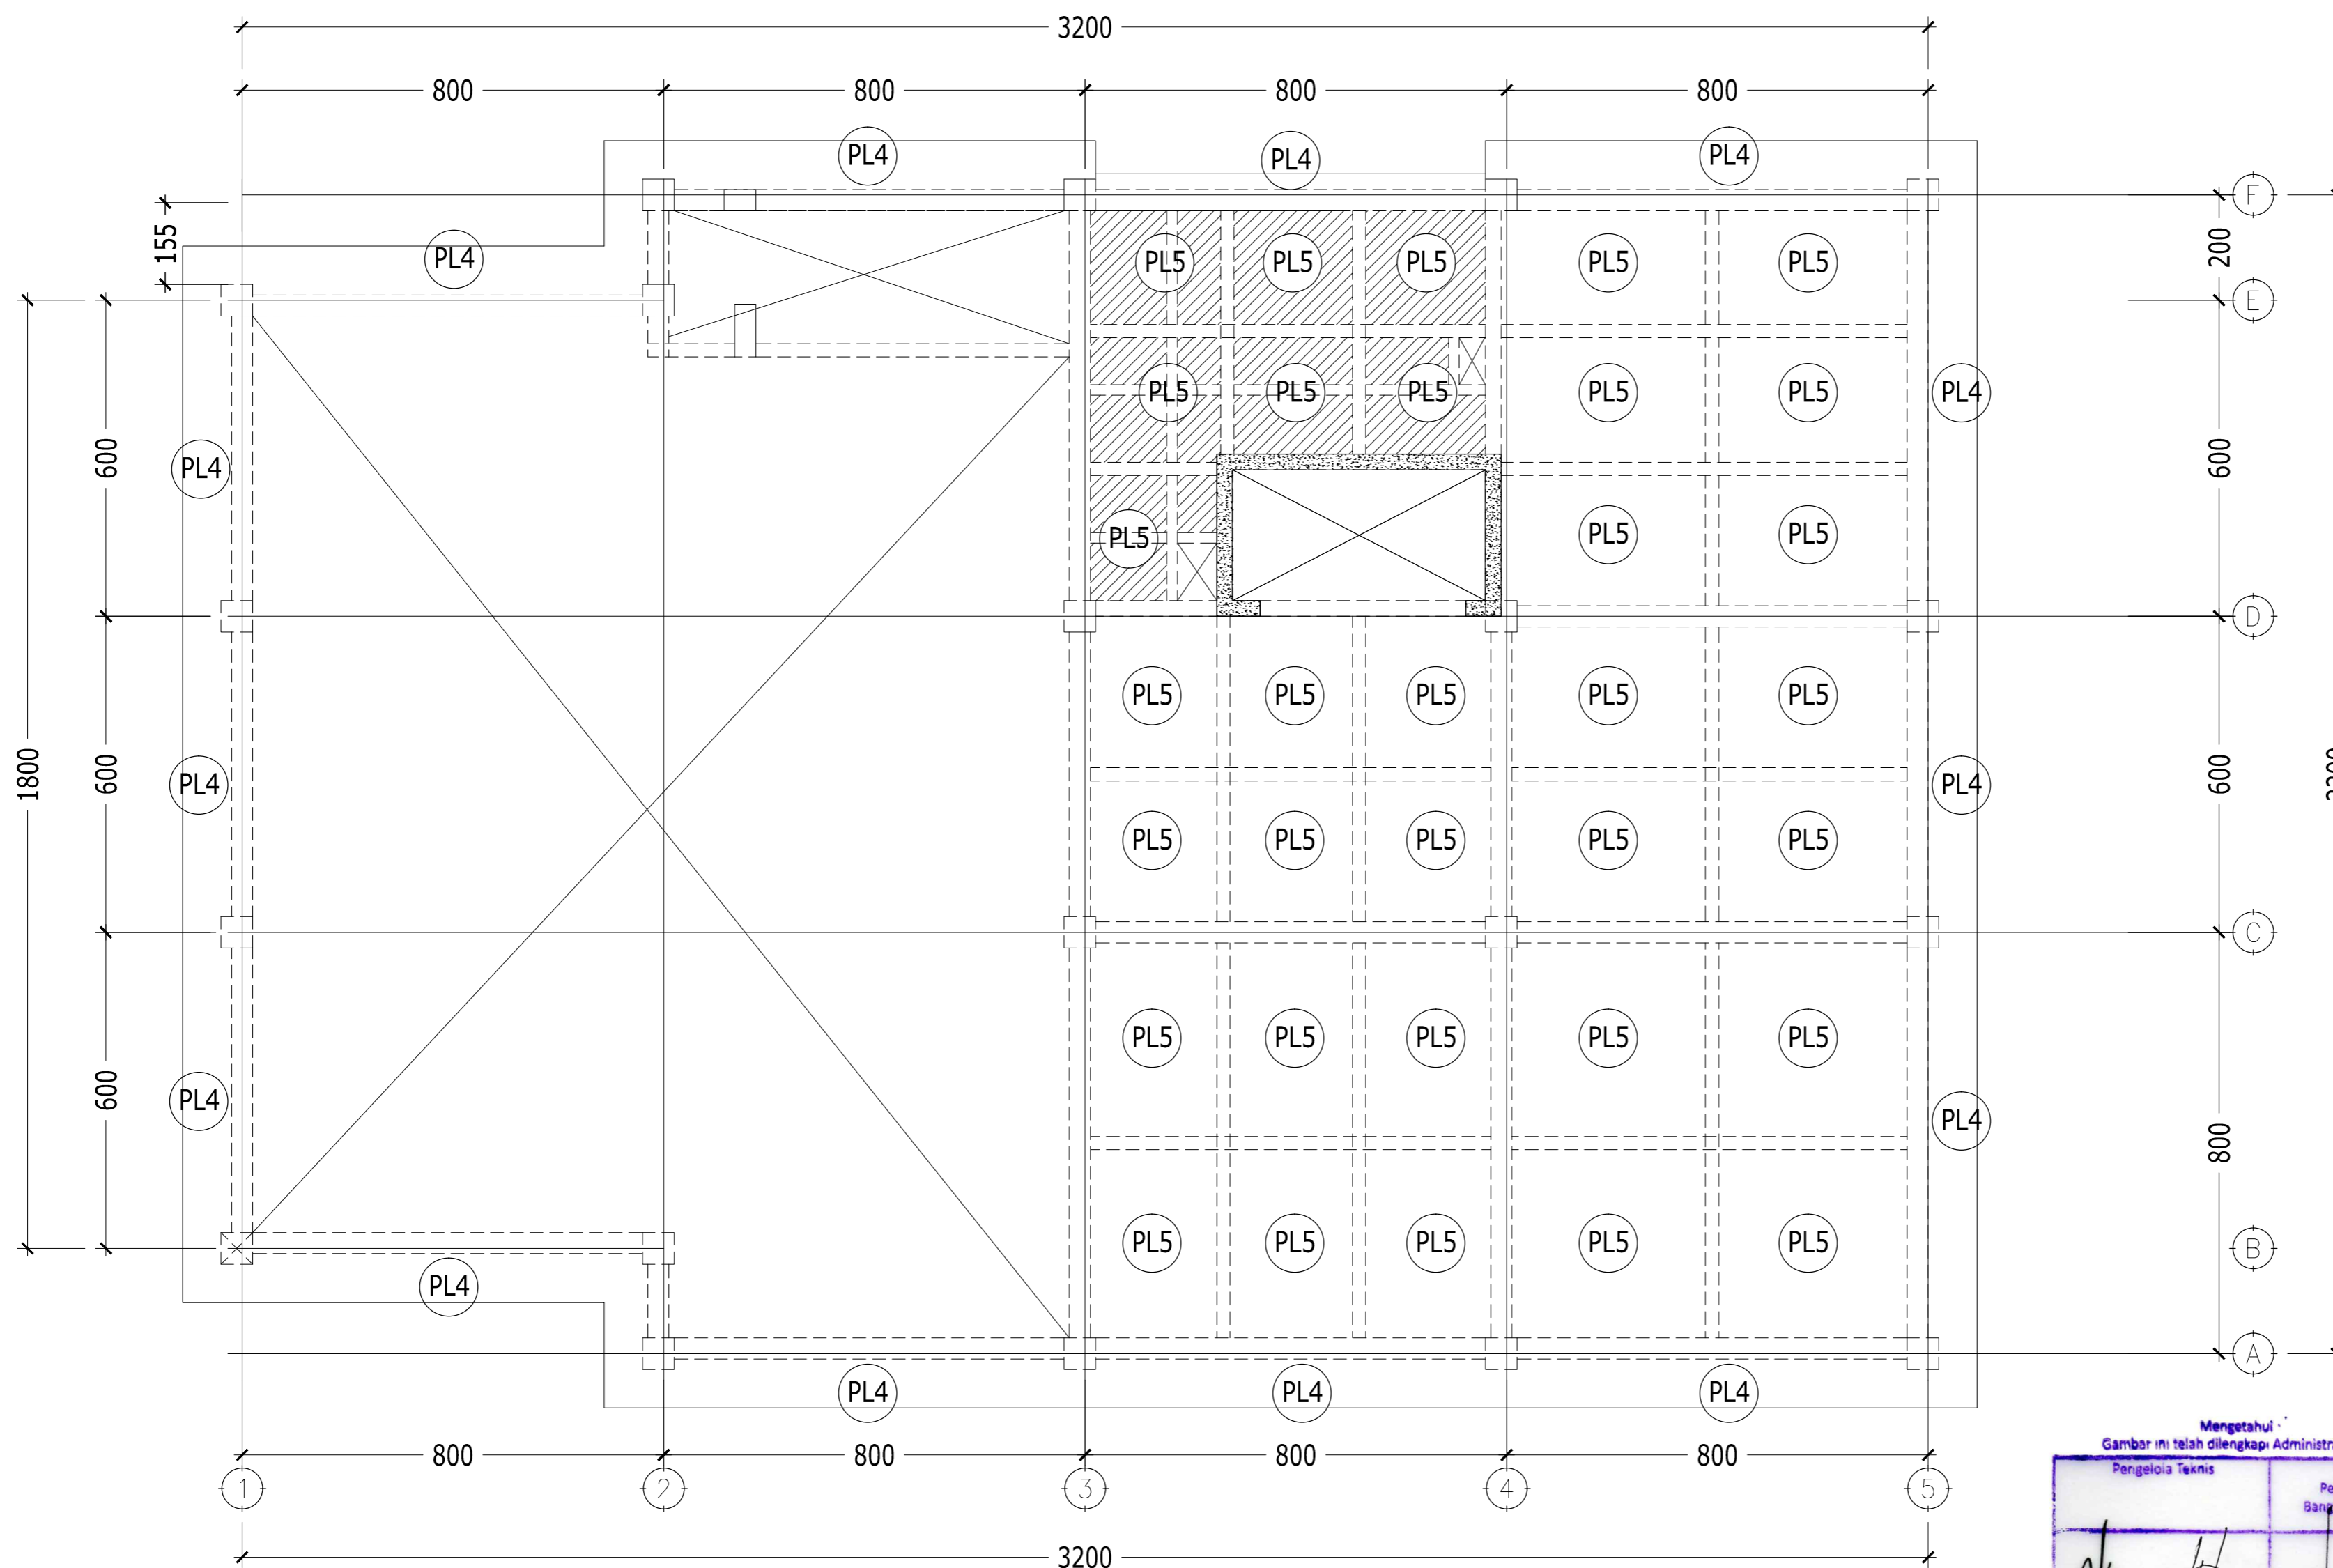 3200
800 800 800 800
PL4 PL4 PL4
F
155
200
PL4
PL5 PL5 PL5 PL5 PL5
E
PL5 PL5 PL5 PL5 PL5 PL4
600 PL4 600
PL5 PL5 PL5
D
PL5 PL5 PL5 PL5 PL5
1800 600 PL4 PL4 600
PL5 PL5 PL5 PL5 PL5
C
PL5 PL5 PL5 PL5 PL5
600 PL4 PL4
800
PL5 PL5 PL5 PL5 PL5
B
PL4
A
PL4 PL4 PL4
Mengetahui
Gambar ini telah dilengkapi Administr
Pengelola Teknis
Pe
Bang
800 800 800 800
1 2 3 4 5
3200